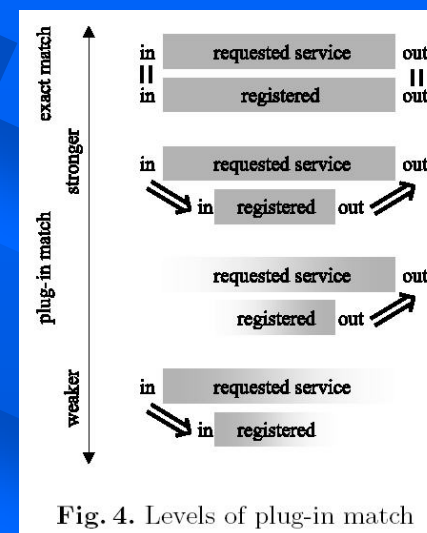 exact match
stronger
plug-in match
weaker
in requested service out
in registered out
in requested service out
in registered out
requested service out
registered out
in requested service
in registered
Fig. 4. Levels of plug-in match